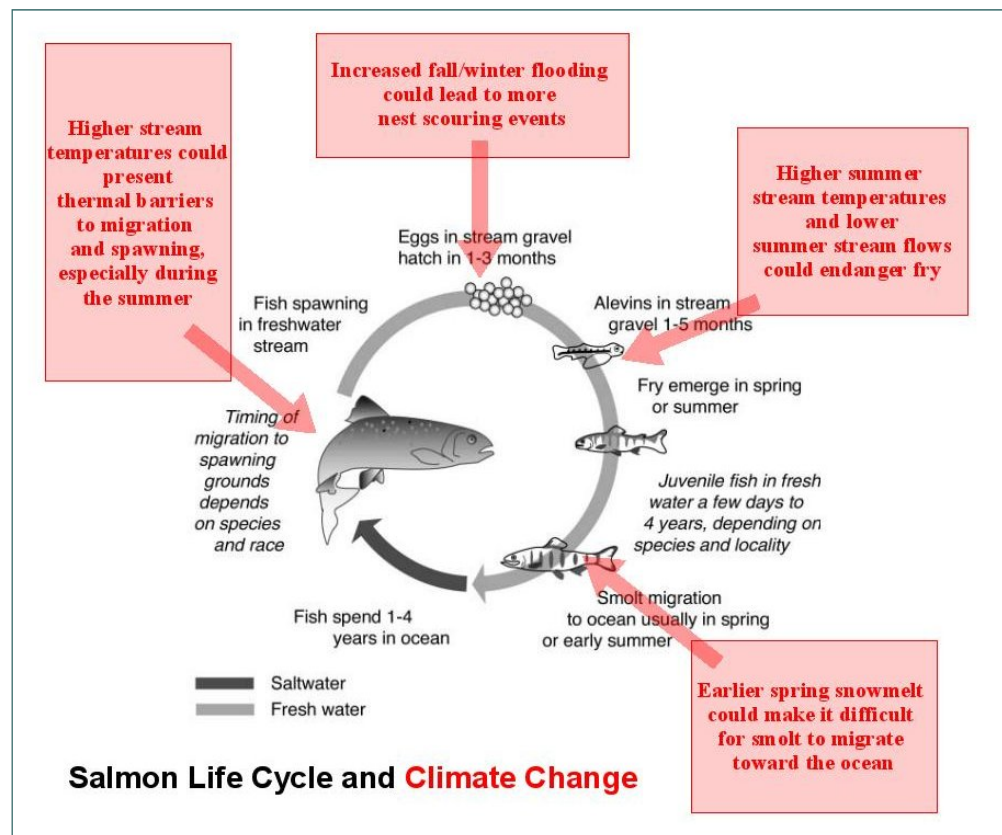 Increased fall/winter flooding
could lead to more
nest scouring events
Higher stream
temperatures could
present
thermal barriers
to migration
and spawning,
especially during
the summer
Higher summer
stream temperatures
and lower
summer stream flows
could endanger fry
Eggs in stream gravel
hatch in 1-3 months
Fish spawning
in freshwater
stream
Alevins in stream
gravel 1-5 months
Fry emerge in spring
or summer
Timing of
migration to
spawning
grounds
depends
on species
and race
Juvenile fish in fresh
water a few days to
4 years, depending on
species and locality
Smolt migration
to ocean usually in spring
or early summer
Fish spend 1-4
years in ocean
Earlier spring snowmelt
could make it difficult
for smolt to migrate
toward the ocean
Saltwater
Fresh water
Salmon Life Cycle and Climate Change